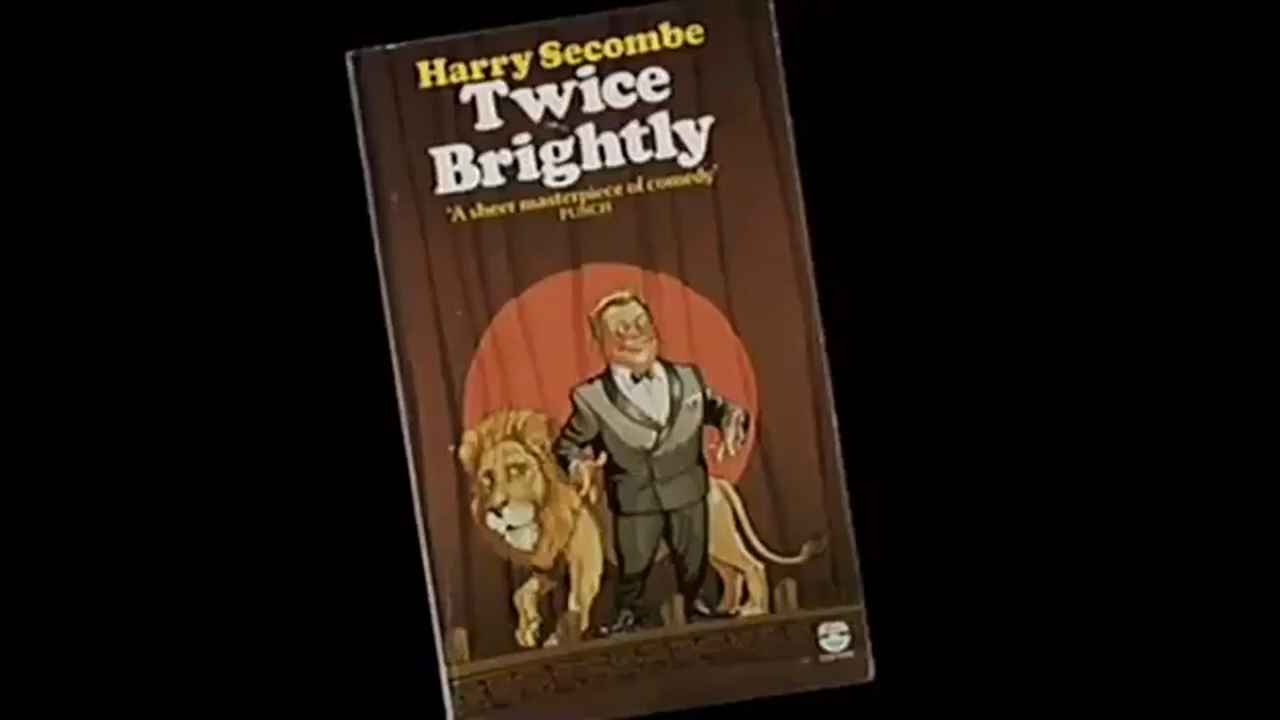 Harry Secombe
Twice
Brightly
'A sheer masterpiece of comedy'
PUNCH